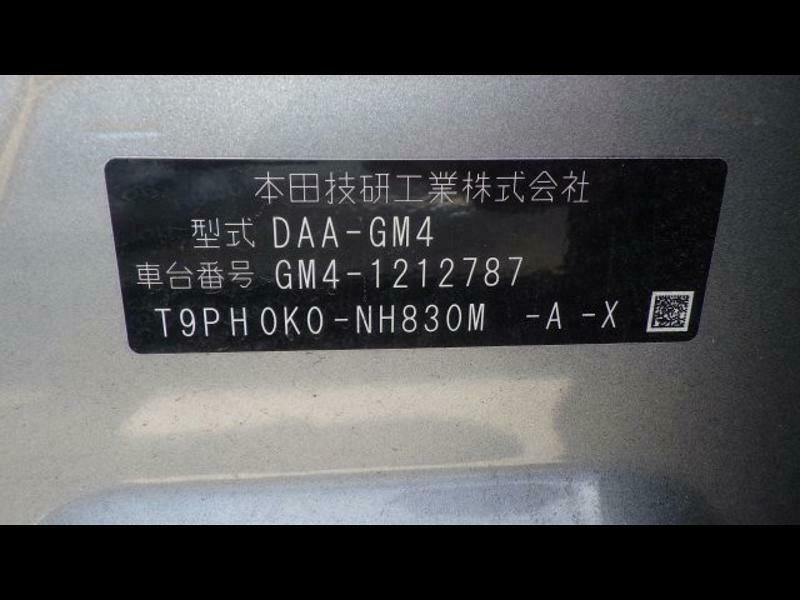 本田技研工業株式会社
型式 DAA-GM4
車台番号 GM4-1212787
T9PH0K0-NH830M -A -X